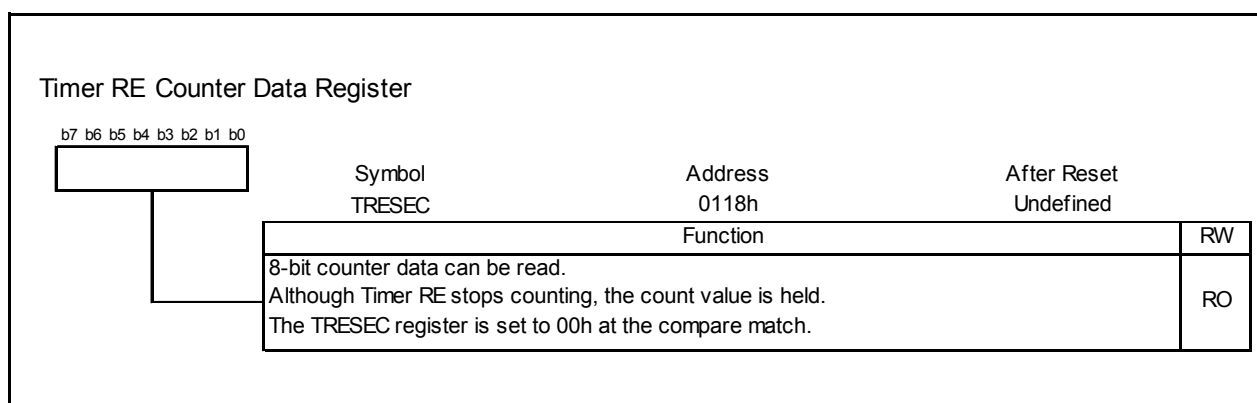 Timer RE Counter Data Register
b7 b6 b5 b4 b3 b2 b1 b0
Symbol Address After Reset
TRESEC 0118h Undefined
Function RW
8-bit counter data can be read.
Although Timer RE stops counting, the count value is held.
The TRESEC register is set to 00h at the compare match.
RO